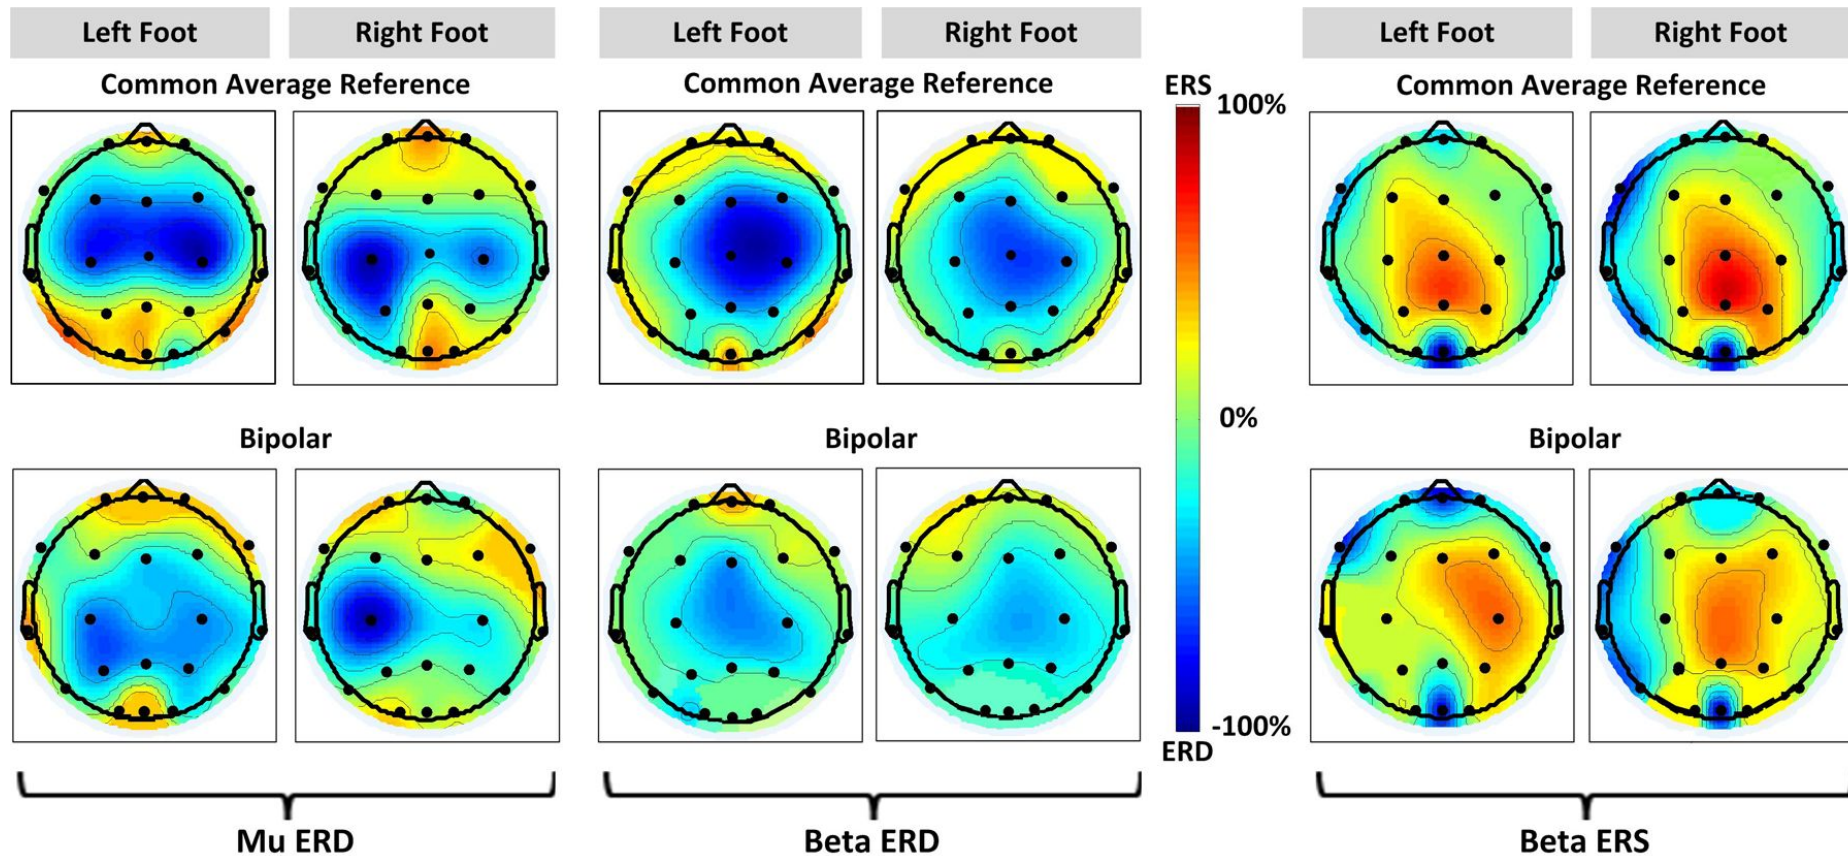 Left Foot
Right Foot
Left Foot
Right Foot
Left Foot
Right Foot
Common Average Reference
Common Average Reference
Common Average Reference
ERS
100%
0%
-100%
ERD
Bipolar
Bipolar
Bipolar
Mu ERD
Beta ERD
Beta ERS